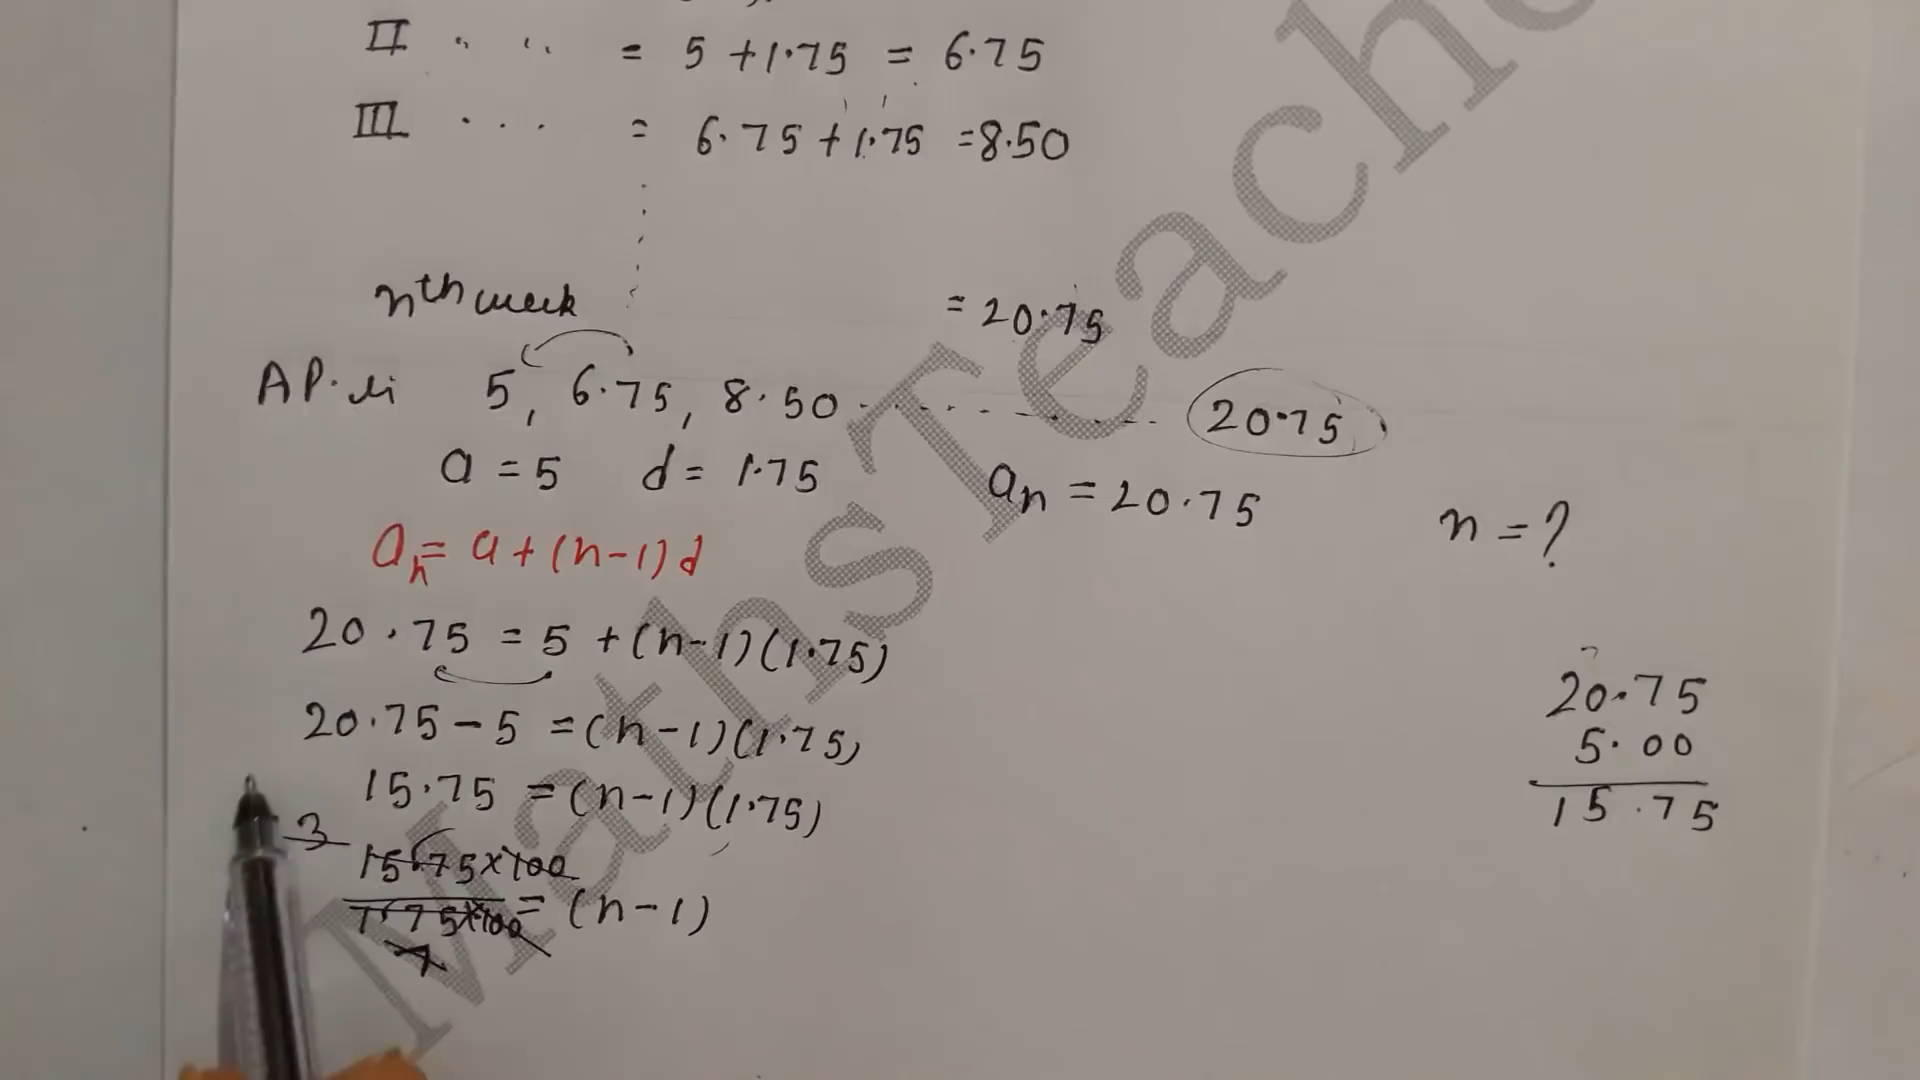 II " " = 5 + 1.75 = 6.75
III ... = 6.75 + 1.75 = 8.50
nth week = 20.75
AP. is 5, 6.75, 8.50 ............ 20.75
a = 5 d = 1.75 an = 20.75 n = ?
an = a + (n-1)d
20.75 = 5 + (n-1)(1.75)
20.75 - 5 = (n-1)(1.75)
15.75 = (n-1)(1.75)
3
15.75×100
1.75×100 = (n-1)
7
20.75
5.00
15.75
Maths Teache